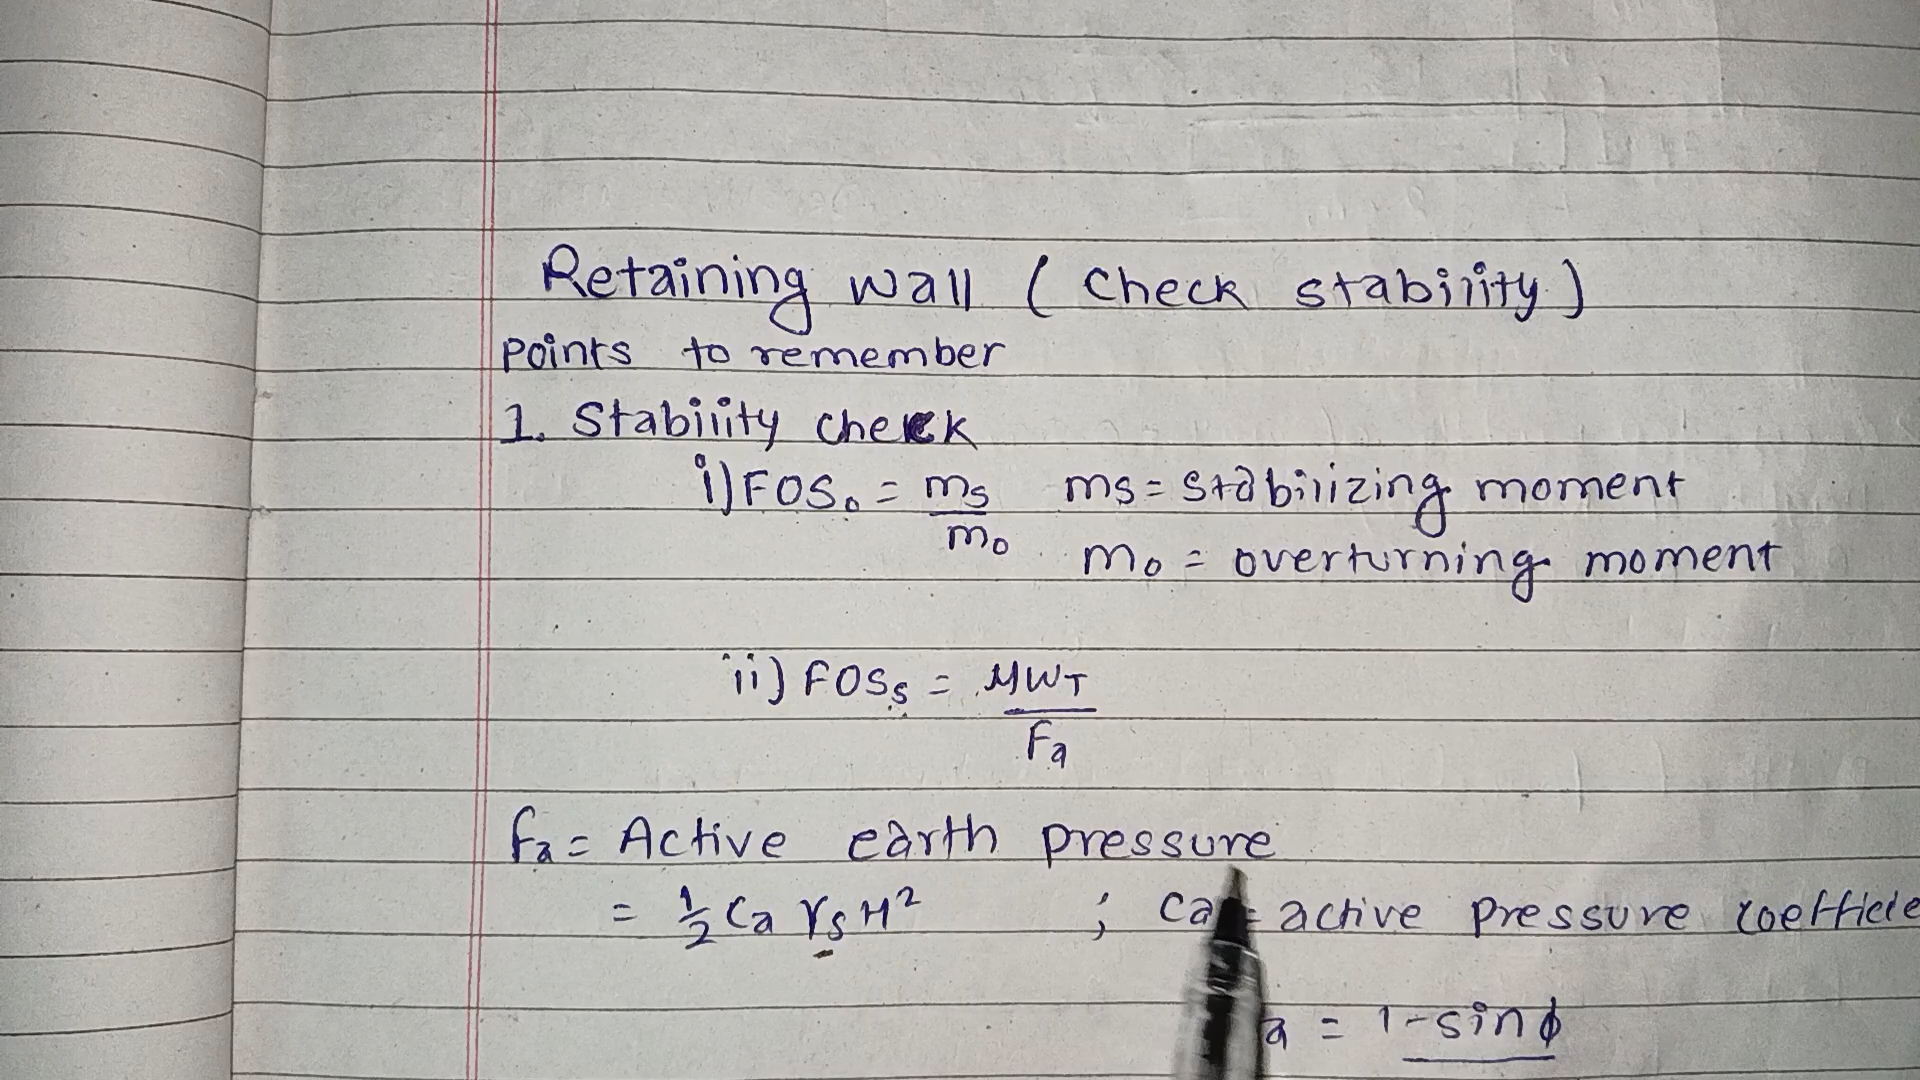 Retaining wall ( check stability )
points to remember
1. Stability check
i) FOS₀ = ms/mo ms = stabilizing moment
mo = overturning moment
ii) FOSs = μWT/Fa
fa = Active earth pressure
= 1/2 Ca γs H² ; Ca = active pressure
a = 1-sinϕ